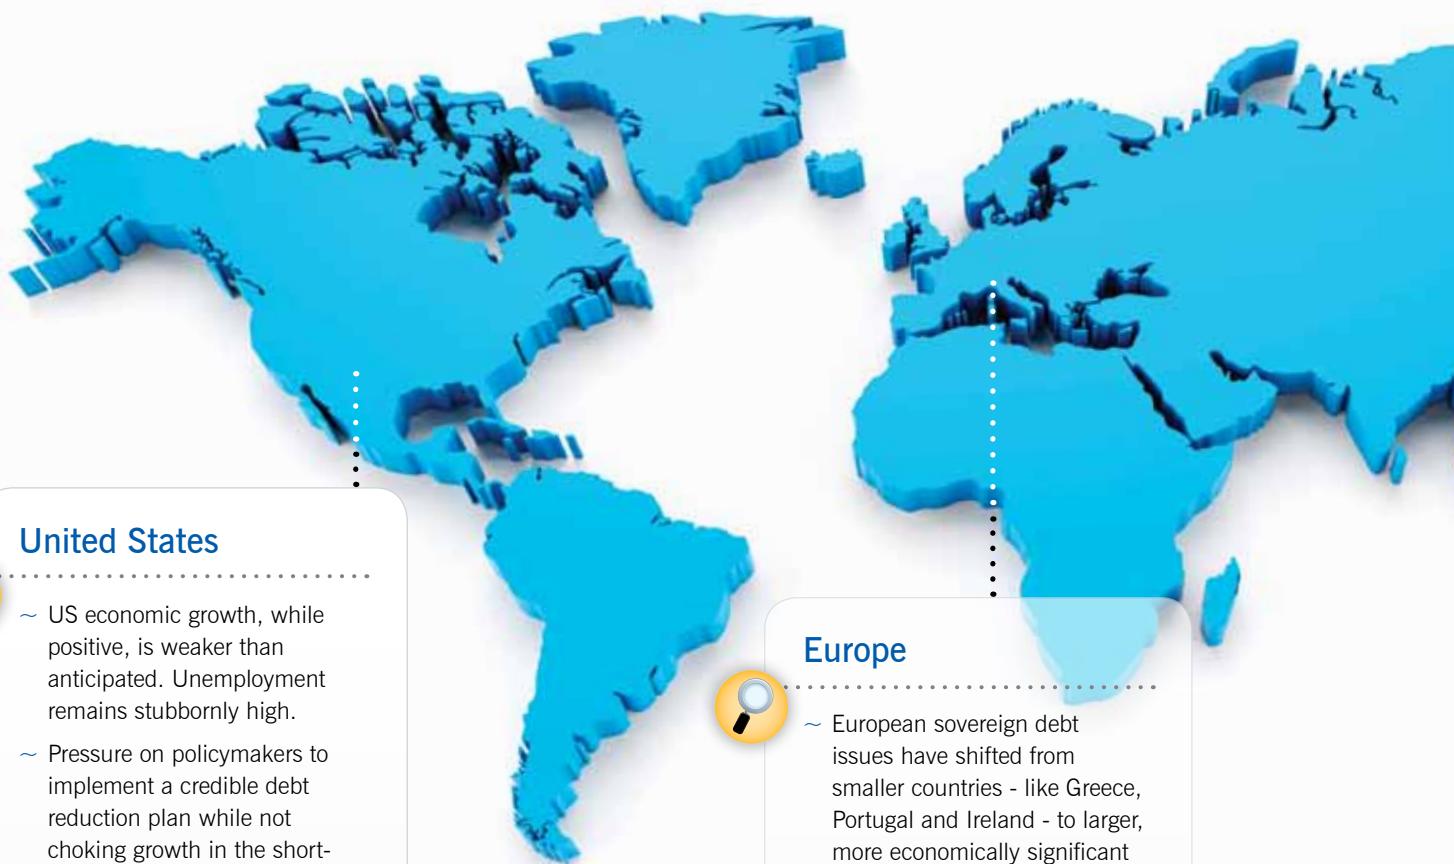 United States
~ US economic growth, while
positive, is weaker than
anticipated. Unemployment
remains stubbornly high.
~ Pressure on policymakers to
implement a credible debt
reduction plan while not
choking growth in the short-
Europe
~ European sovereign debt
issues have shifted from
smaller countries - like Greece,
Portugal and Ireland - to larger,
more economically significant